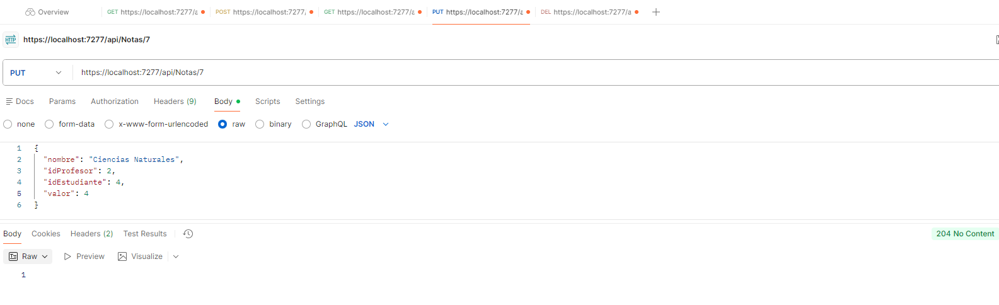 Overview GET https://localhost:7277/a POST https://localhost:7277/ GET https://localhost:7277/a PUT https://localhost:7277/a DEL https://localhost:7277/a
HTTP https://localhost:7277/api/Notas/7
PUT https://localhost:7277/api/Notas/7
Docs Params Authorization Headers (9) Body Scripts Settings
none form-data x-www-form-urlencoded raw binary GraphQL JSON
1 {
2 "nombre": "Ciencias Naturales",
3 "idProfesor": 2,
4 "idEstudiante": 4,
5 "valor": 4
6 }
Body Cookies Headers (2) Test Results 204 No Content
Raw Preview Visualize
1